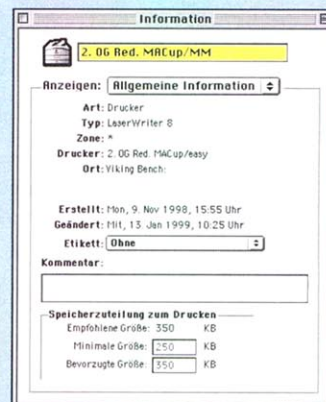 Information
2. OG Red. MACup/MM
Anzeigen: Allgemeine Information
Art: Drucker
Typ: LaserWriter 8
Zone: *
Drucker: 2. OG Red. MACup/easy
Ort: Viking Bench:
Erstellt: Mon, 9. Nov 1998, 15:55 Uhr
Geändert: Mit, 13. Jan 1999, 10:25 Uhr
Etikett: Ohne
Kommentar:
Speicherzuteilung zum Drucken
Empfohlene Größe: 350 KB
Minimale Größe: 250 KB
Bevorzugte Größe: 350 KB